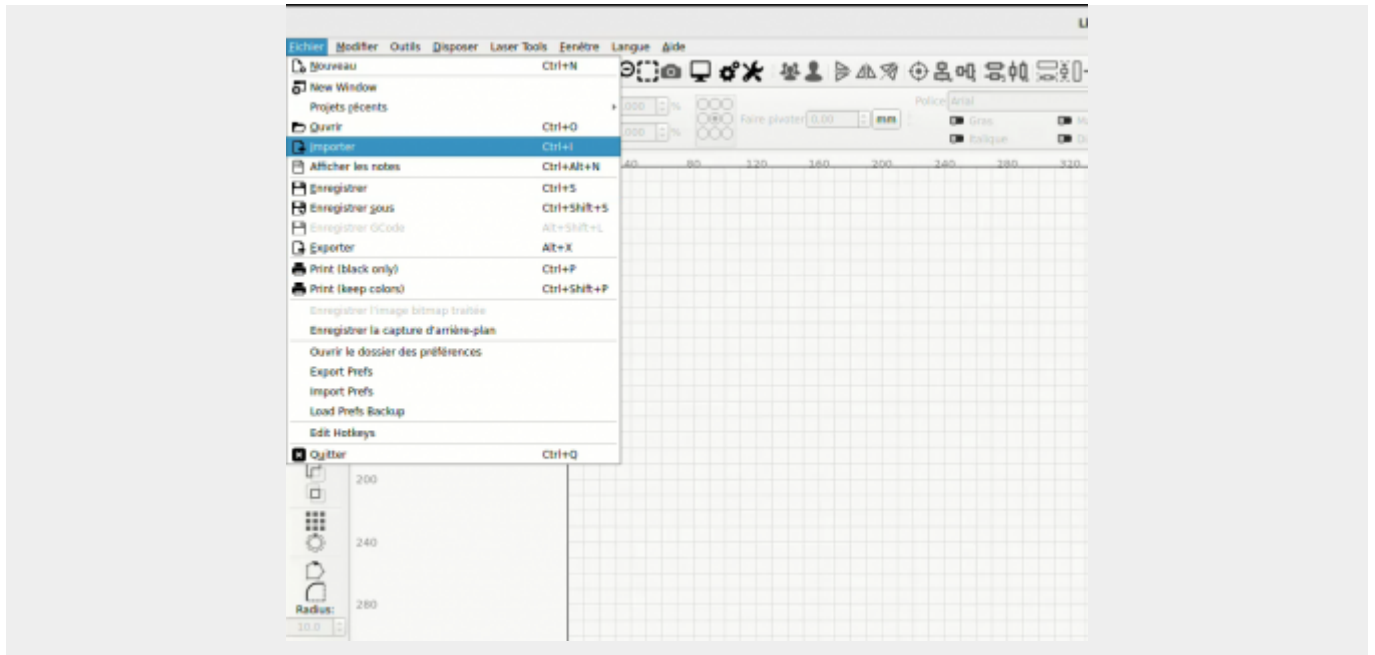 LI
Fichier Modifier Outils Disposer Laser Tools Fenêtre Langue Aide
Nouveau Ctrl+N
New Window
Projets récents
Ouvrir Ctrl+O
Importer Ctrl+I
Afficher les notes Ctrl+Alt+N
Enregistrer Ctrl+S
Enregistrer sous Ctrl+Shift+S
Enregistrer GCode Alt+Shift+L
Exporter Alt+X
Print (black only) Ctrl+P
Print (keep colors) Ctrl+Shift+P
Enregistrer l'image bitmap traitée
Enregistrer la capture d'arrière-plan
Ouvrir le dossier des préférences
Export Prefs
Import Prefs
Load Prefs Backup
Edit Hotkeys
Quitter Ctrl+Q
.000 %
.000 %
Faire pivoter 0.00 mm
Police Arial
Gras
Italique
40 80 120 160 200 240 280 320
200
240
280
Radius:
10.0